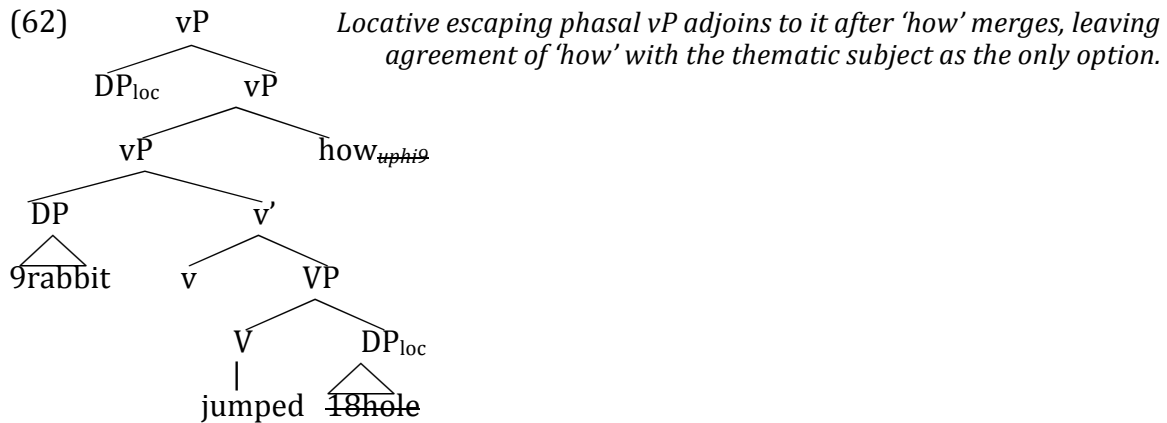 (62) vP Locative escaping phasal vP adjoins to it after ‘how’ merges, leaving
agreement of ‘how’ with the thematic subject as the only option.
DPloc vP
vP howuphi9
DP v’
9rabbit v VP
V DPloc
jumped 18hole